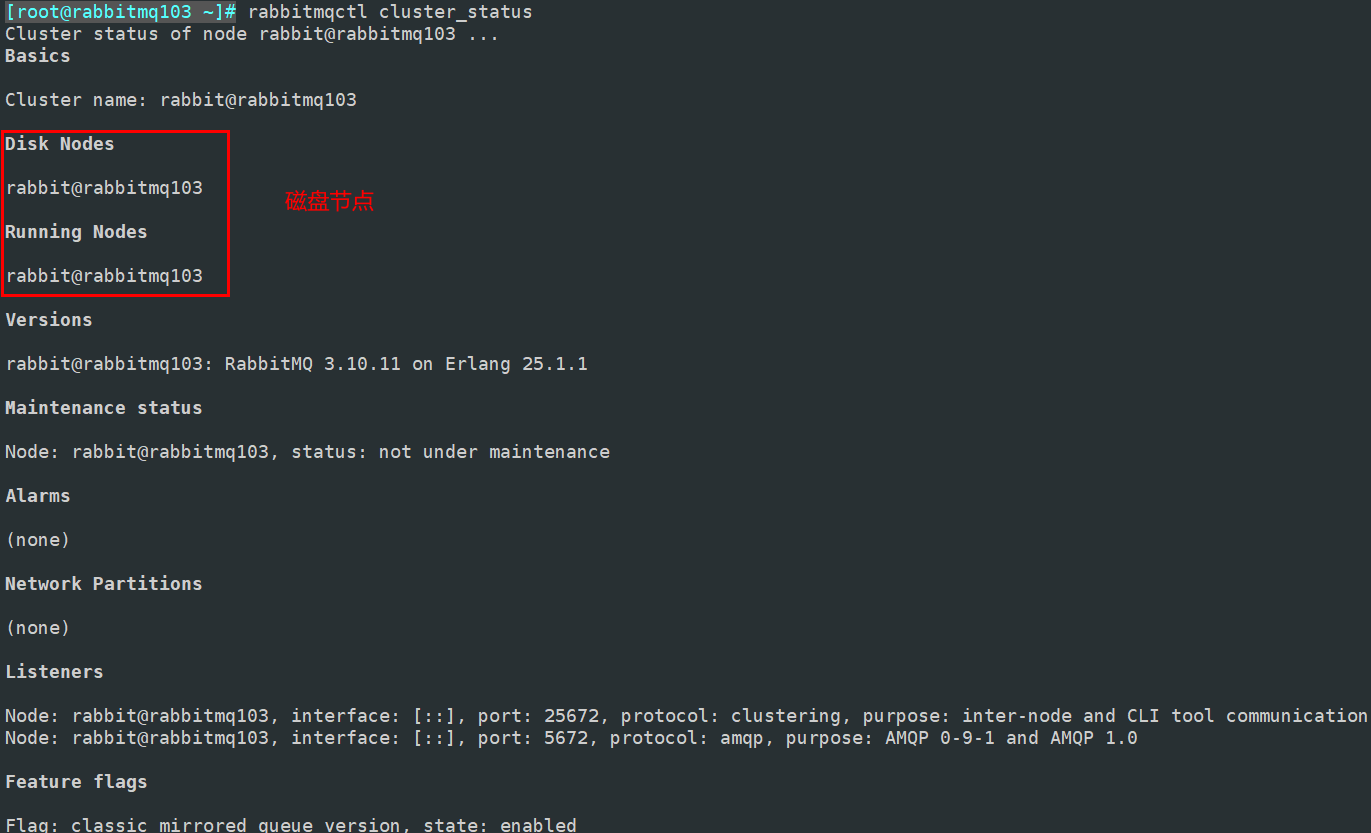 [root@rabbitmq103 ~]# rabbitmqctl cluster_status
Cluster status of node rabbit@rabbitmq103 ...
Basics
Cluster name: rabbit@rabbitmq103
Disk Nodes
rabbit@rabbitmq103
磁盘节点
Running Nodes
rabbit@rabbitmq103
Versions
rabbit@rabbitmq103: RabbitMQ 3.10.11 on Erlang 25.1.1
Maintenance status
Node: rabbit@rabbitmq103, status: not under maintenance
Alarms
(none)
Network Partitions
(none)
Listeners
Node: rabbit@rabbitmq103, interface: [::], port: 25672, protocol: clustering, purpose: inter-node and CLI tool communication
Node: rabbit@rabbitmq103, interface: [::], port: 5672, protocol: amqp, purpose: AMQP 0-9-1 and AMQP 1.0
Feature flags
Flag: classic_mirrored_queue_version, state: enabled